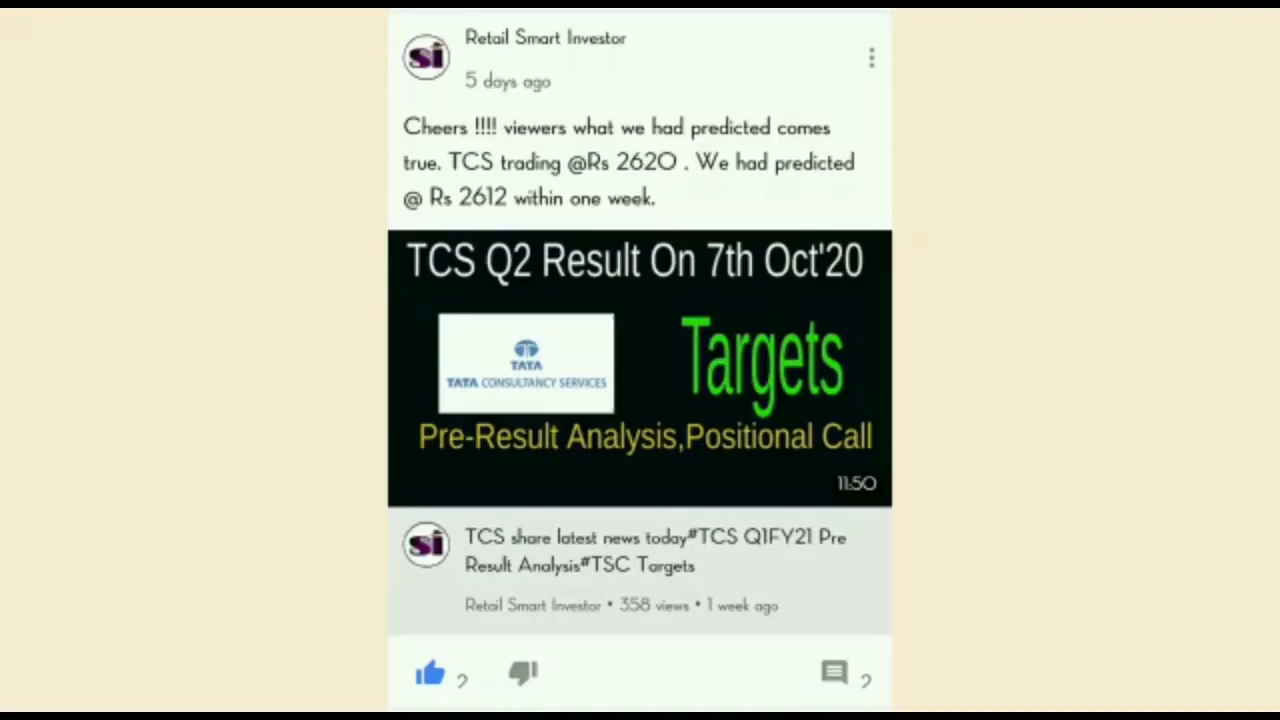 si
Retail Smart Investor
5 days ago
Cheers !!!! viewers what we had predicted comes
true. TCS trading @Rs 2620 . We had predicted
@ Rs 2612 within one week.
TCS Q2 Result On 7th Oct'20
TATA
TATA CONSULTANCY SERVICES
Targets
Pre-Result Analysis,Positional Call
11:50
si
TCS share latest news today#TCS Q1FY21 Pre
Result Analysis#TSC Targets
Retail Smart Investor • 358 views • 1 week ago
2
2